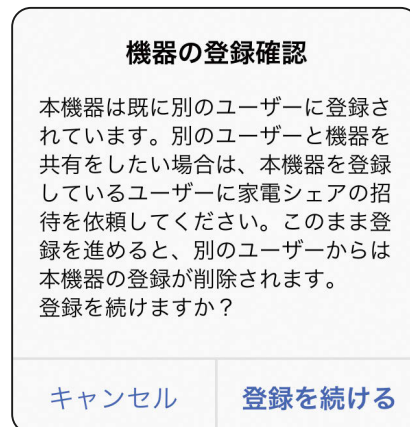 機器の登録確認
本機器は既に別のユーザーに登録さ
れています。別のユーザーと機器を
共有をしたい場合は、本機器を登録
しているユーザーに家電シェアの招
待を依頼してください。このまま登
録を進めると、別のユーザーからは
本機器の登録が削除されます。
登録を続けますか？
キャンセル
登録を続ける